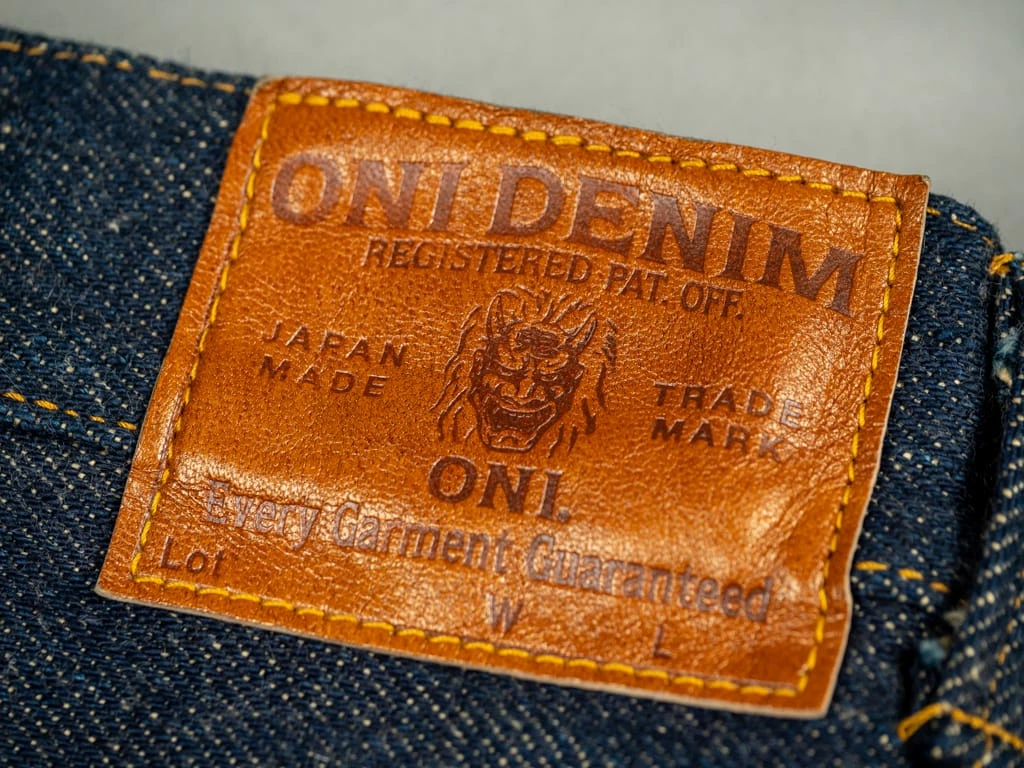 ONI DENIM
REGISTERED PAT. OFF.
JAPAN
MADE
TRADE
MARK
ONI.
Every Garment Guaranteed
Lot
W
L